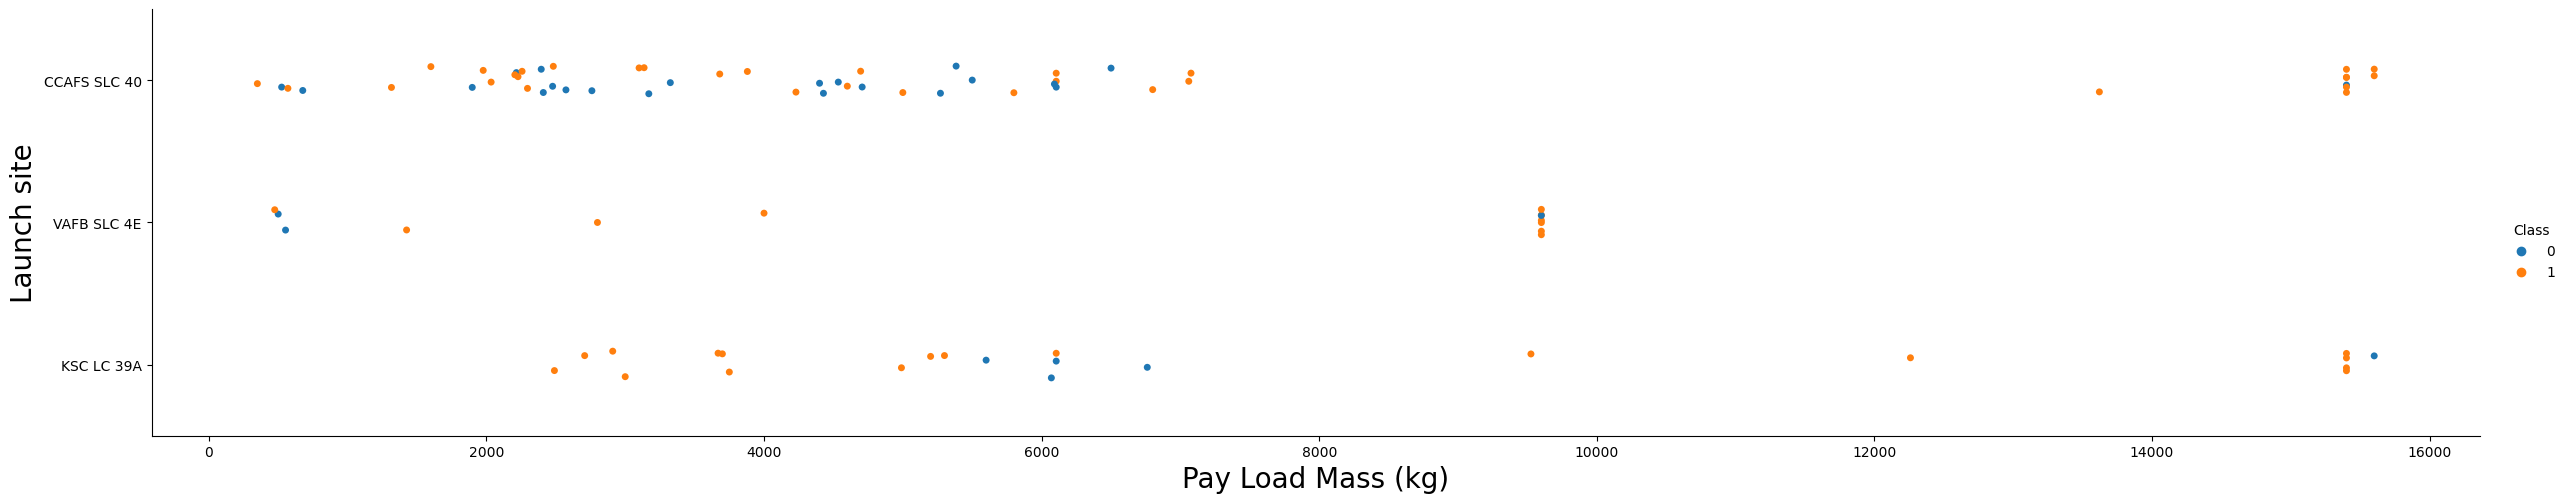 Launch site
CCAFS SLC 40
VAFB SLC 4E
KSC LC 39A
0
2000
4000
6000
8000
10000
12000
14000
16000
Pay Load Mass (kg)
Class
0
1